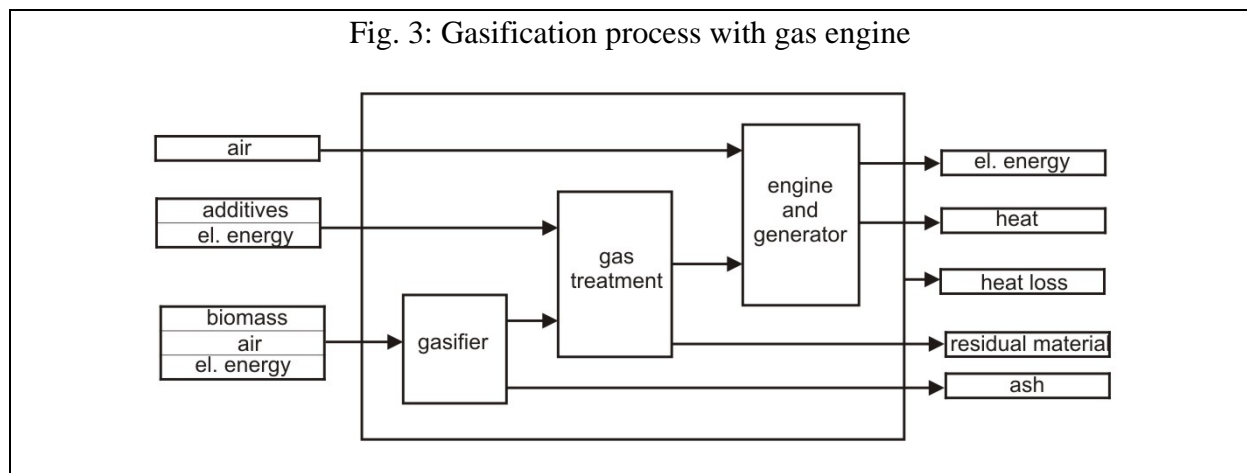 Fig. 3: Gasification process with gas engine
air
additives
el. energy
biomass
air
el. energy
gasifier
gas
treatment
engine
and
generator
el. energy
heat
heat loss
residual material
ash